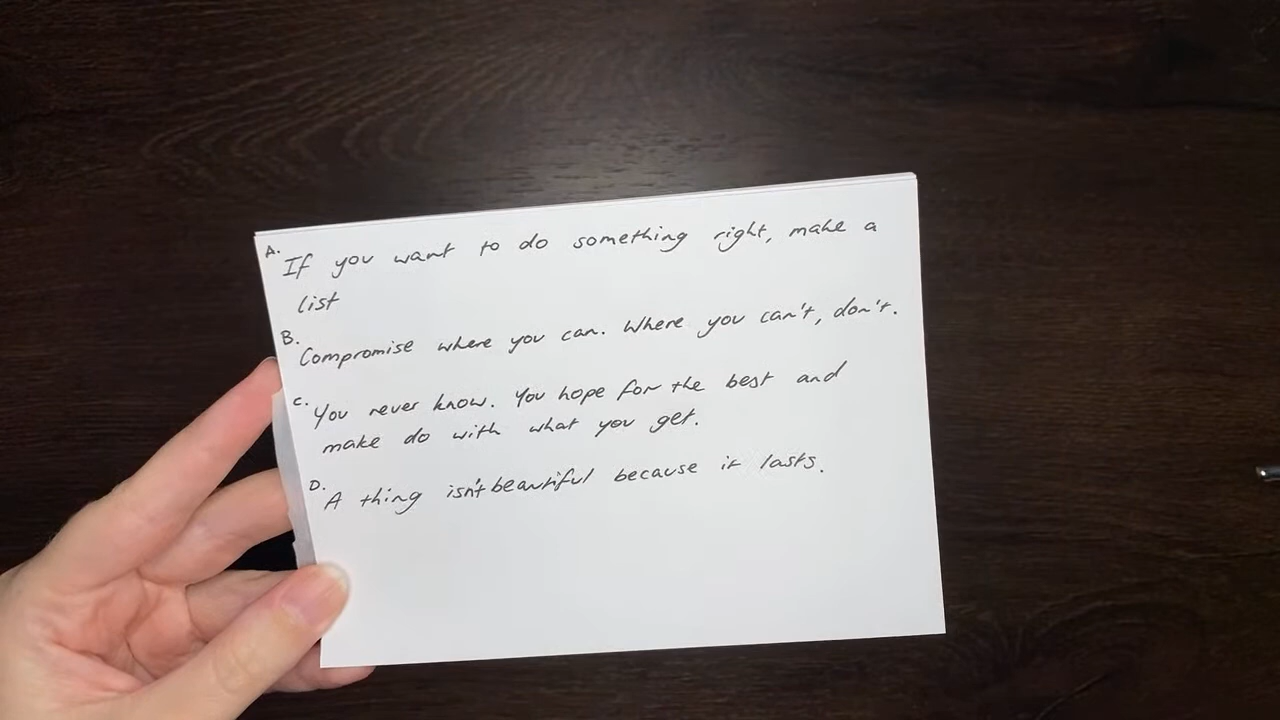 A. If you want to do something right, make a
list
B. Compromise where you can. Where you can't, don't.
C. You never know. You hope for the best and
make do with what you get.
D. A thing isn't beautiful because it lasts.